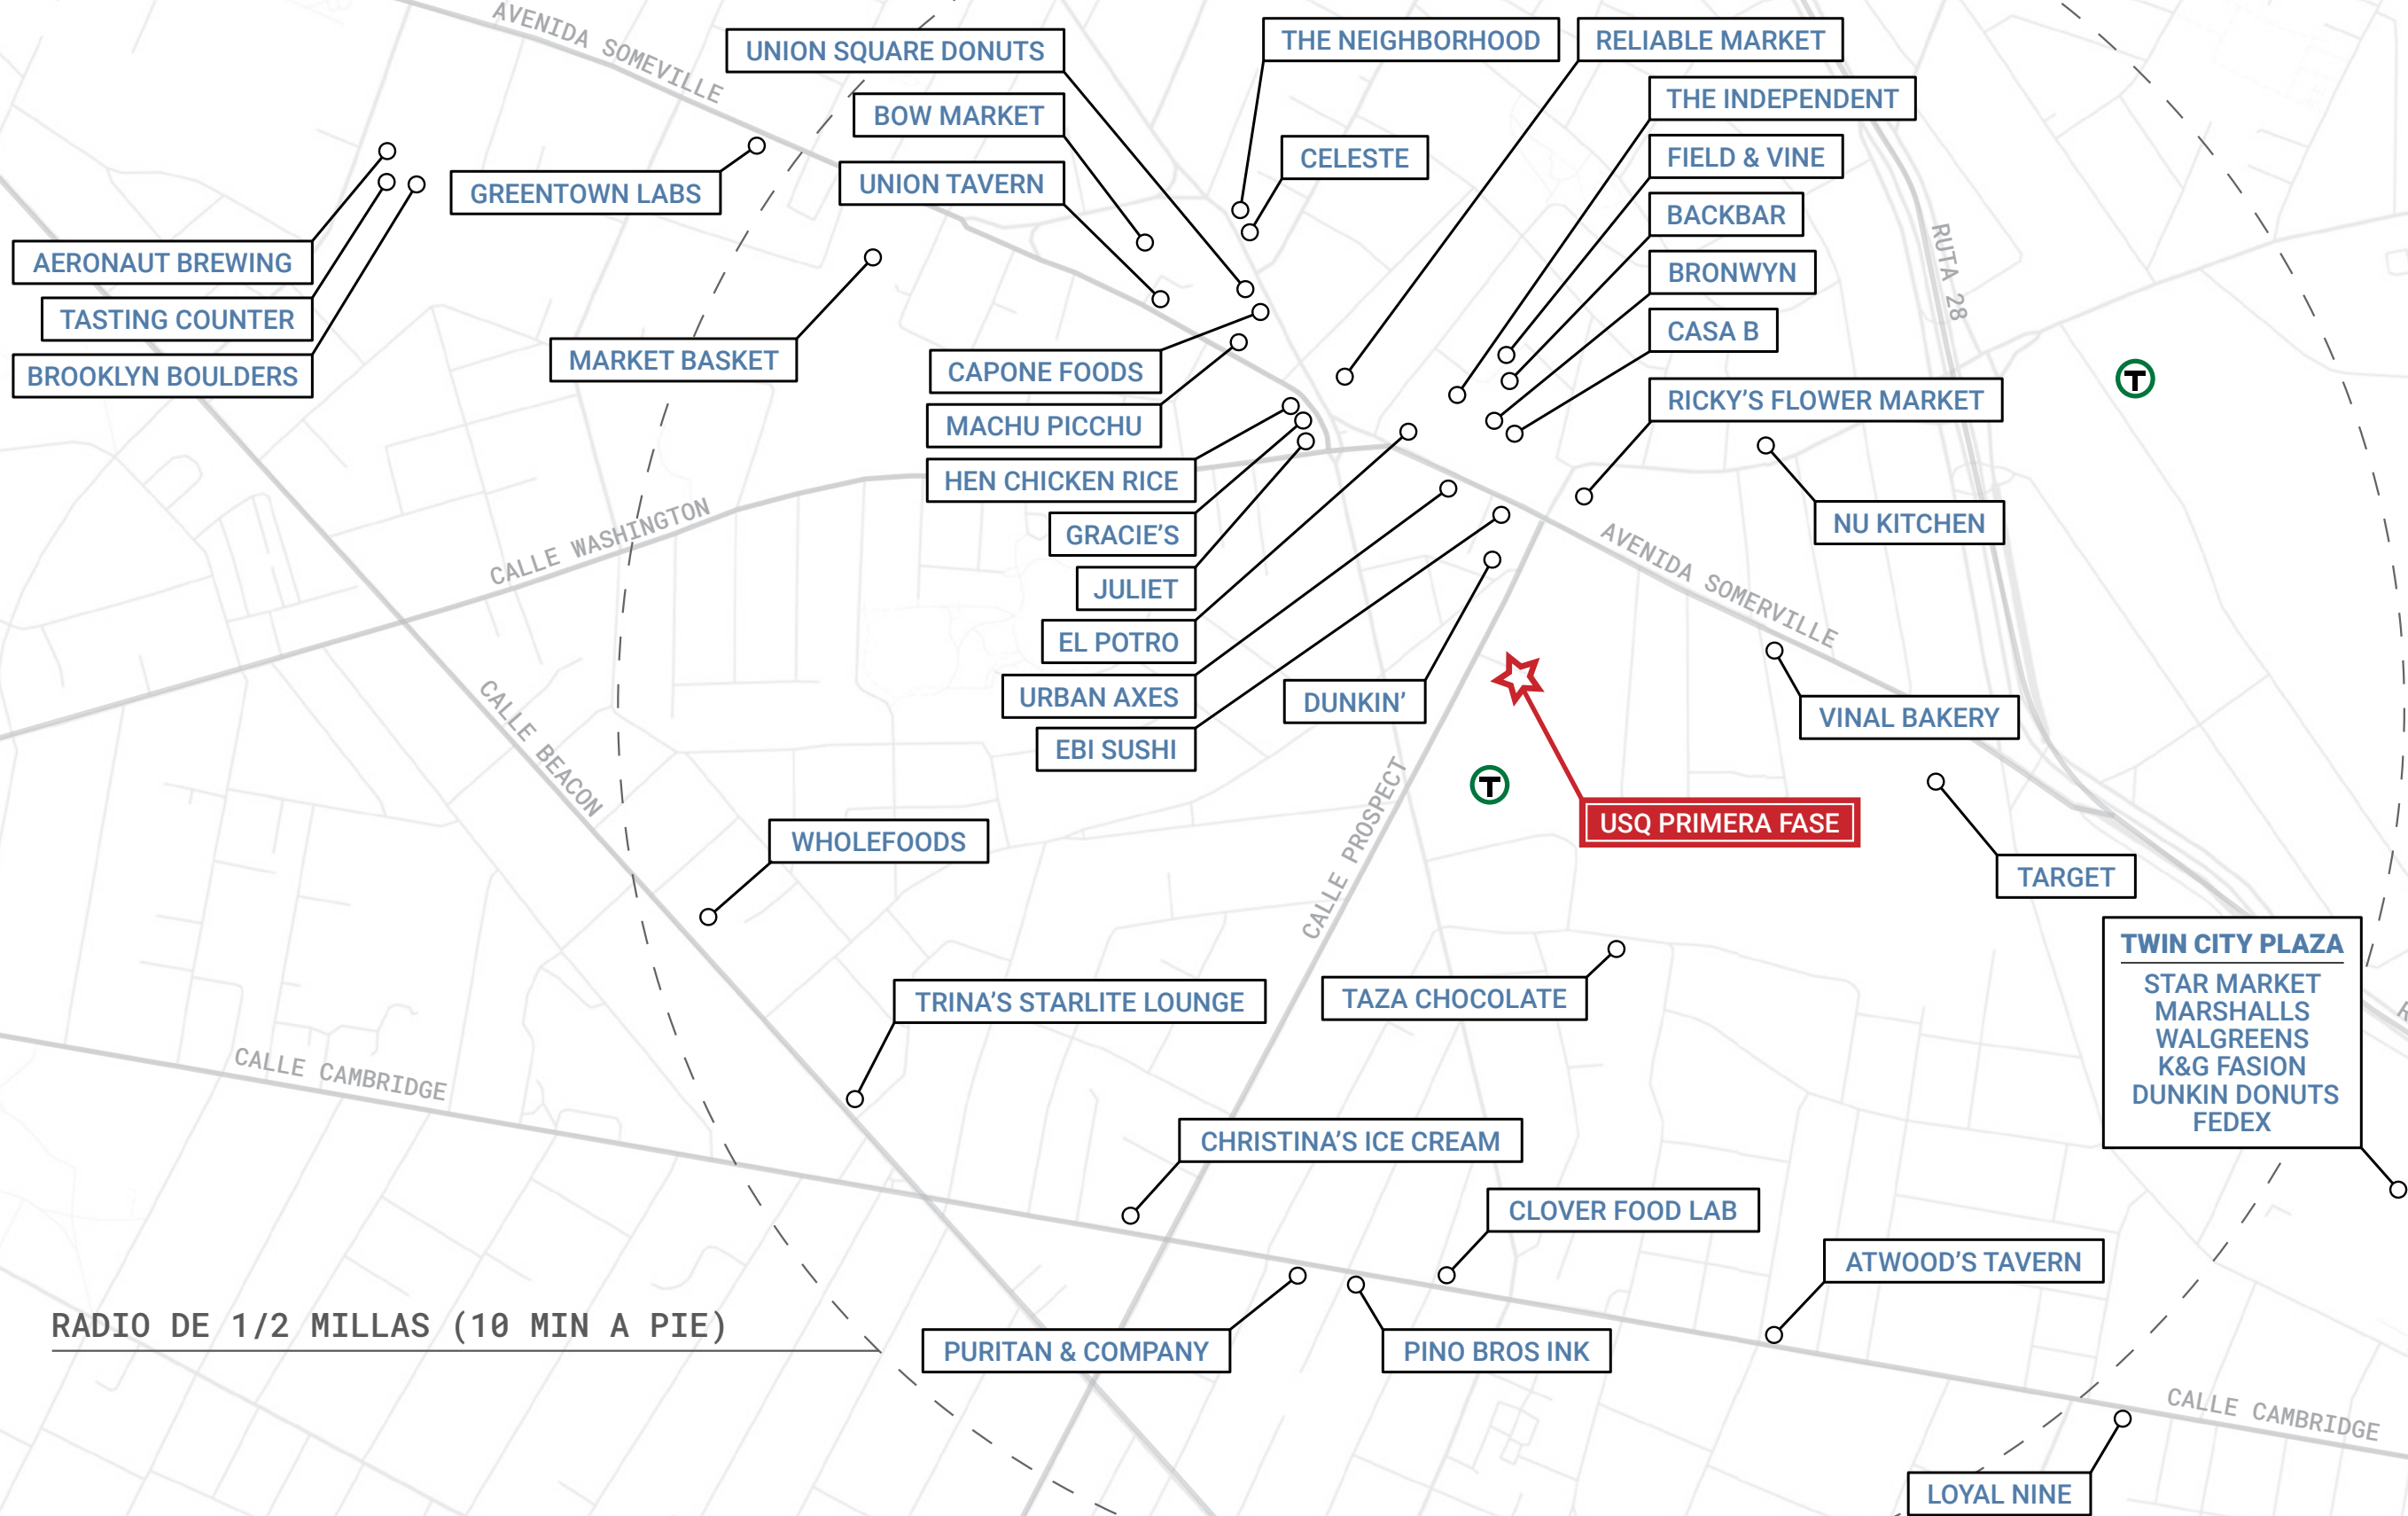 AVENIDA SOMEVILLE
UNION SQUARE DONUTS
THE NEIGHBORHOOD
RELIABLE MARKET
BOW MARKET
THE INDEPENDENT
CELESTE
FIELD & VINE
UNION TAVERN
GREENTOWN LABS
BACKBAR
RUTA 28
AERONAUT BREWING
BRONWYN
TASTING COUNTER
CASA B
MARKET BASKET
BROOKLYN BOULDERS
CAPONE FOODS
T
RICKY'S FLOWER MARKET
MACHU PICCHU
HEN CHICKEN RICE
NU KITCHEN
CALLE WASHINGTON
GRACIE'S
AVENIDA SOMERVILLE
JULIET
EL POTRO
URBAN AXES
DUNKIN'
VINAL BAKERY
CALLE BEACON
EBI SUSHI
T
CALLE PROSPECT
USQ PRIMERA FASE
WHOLEFOODS
TARGET
TWIN CITY PLAZA
STAR MARKET
MARSHALLS
WALGREENS
K&G FASION
DUNKIN DONUTS
FEDEX
TRINA'S STARLITE LOUNGE
TAZA CHOCOLATE
CALLE CAMBRIDGE
CHRISTINA'S ICE CREAM
CLOVER FOOD LAB
ATWOOD'S TAVERN
RADIO DE 1/2 MILLAS (10 MIN A PIE)
PURITAN & COMPANY
PINO BROS INK
CALLE CAMBRIDGE
LOYAL NINE